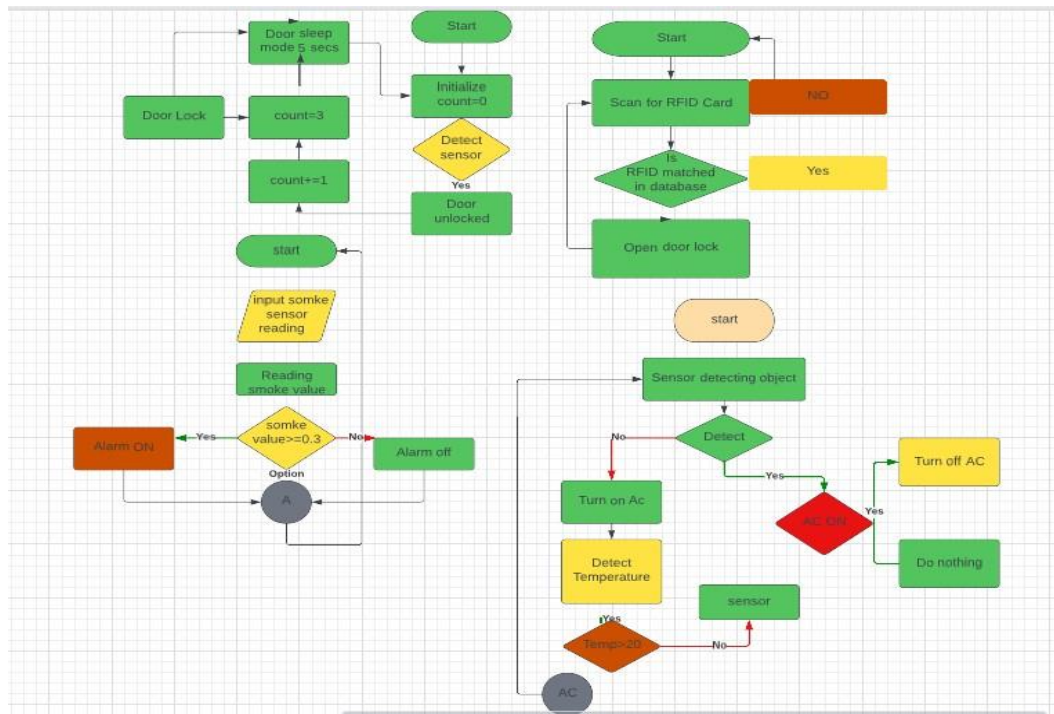 Door sleep
mode 5 secs
Start
Initialize
count=0
Door Lock
count=3
Detect
sensor
Yes
count+=1
Door
unlocked
Start
Scan for RFID Card
NO
Is
RFID matched
in database
Yes
Open door lock
start
input somke
sensor
reading
Reading
smoke value
somke
value>=0.3
Yes
No
Alarm ON
Alarm off
Option
A
start
Sensor detecting object
Detect
No
Yes
Turn on Ac
AC ON
Yes
Turn off AC
Do nothing
Detect
Temperature
sensor
Yes
Temp>20
No
AC